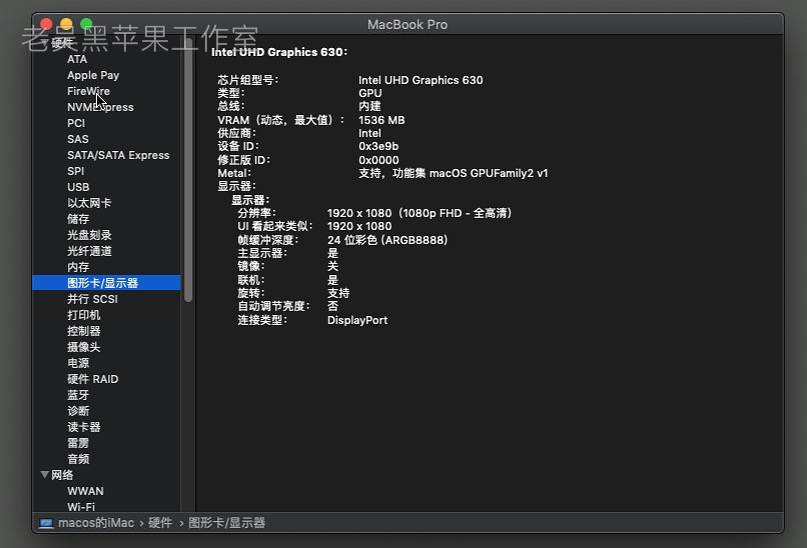 MacBook Pro
老吴黑苹果工作室
硬件
ATA
Apple Pay
FireWire
NVMExpress
PCI
SAS
SATA/SATA Express
SPI
USB
以太网卡
储存
光盘刻录
光纤通道
内存
图形卡/显示器
并行 SCSI
打印机
控制器
摄像头
电源
硬件 RAID
蓝牙
诊断
读卡器
雷雳
音频
网络
WWAN
Wi-Fi
Intel UHD Graphics 630:
芯片组型号: Intel UHD Graphics 630
类型: GPU
总线: 内建
VRAM（动态，最大值）: 1536 MB
供应商: Intel
设备 ID: 0x3e9b
修正版 ID: 0x0000
Metal: 支持，功能集 macOS GPUFamily2 v1
显示器:
显示器:
分辨率: 1920 x 1080（1080p FHD - 全高清）
UI 看起来类似: 1920 x 1080
帧缓冲深度: 24 位彩色 (ARGB8888)
主显示器: 是
镜像: 关
联机: 是
旋转: 支持
自动调节亮度: 否
连接类型: DisplayPort
macos的iMac › 硬件 › 图形卡/显示器